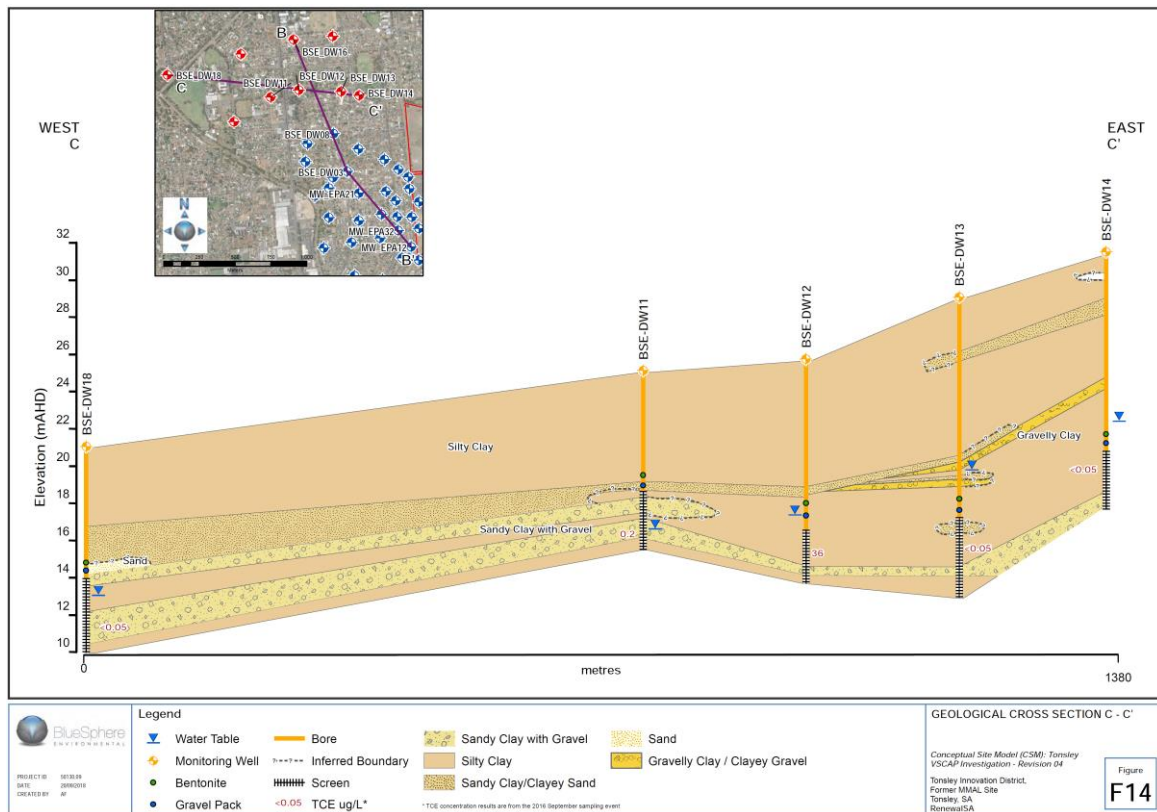 B
BSE_DW16
BSE_DW18
C
BSE_DW11
BSE_DW12
BSE_DW13
BSE_DW14
C'
BSE_DW08
BSE_DW03
MW_EPA21
MW_EPA32
MW_EPA12
B'
N
Metres
WEST
C
EAST
C'
BSE-DW18
BSE-DW11
BSE-DW12
BSE-DW13
BSE-DW14
Elevation (mAHD)
32
30
28
26
24
22
20
18
16
14
12
10
Silty Clay
Gravelly Clay
Sandy Clay with Gravel
Sand
<0.05
0.2
36
<0.05
<0.05
0
metres
1380
BlueSphere
ENVIRONMENTAL
PROJECT ID
DATE
CREATED BY AF
Legend
Water Table
Monitoring Well
Bentonite
Gravel Pack
Bore
Inferred Boundary
Screen
<0.05 TCE ug/L*
Sandy Clay with Gravel
Silty Clay
Sandy Clay/Clayey Sand
Sand
Gravelly Clay / Clayey Gravel
* TCE concentration results are from the 2016 September sampling event
GEOLOGICAL CROSS SECTION C - C'
Conceptual Site Model (CSM): Tonsley
VSCAP Investigation - Revision 04
Tonsley Innovation District,
Former MMAL Site
Tonsley, SA
RenewalSA
Figure
F14